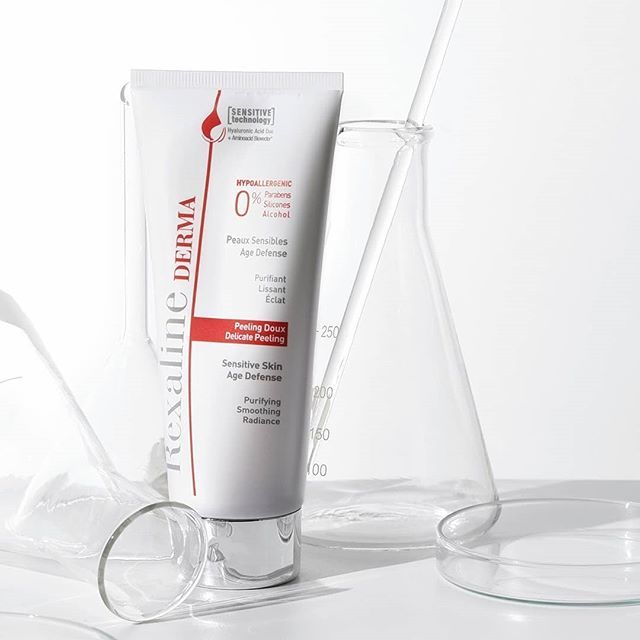 [SENSITIVE]
technology
Hyaluronic Acid Duo
+ Aminoacid Booster*
HYPOALLERGENIC
0% Parabens
Silicones
Alcohol
Peaux Sensibles
Age Defense
Purifiant
Lissant
Éclat
Peeling Doux
Delicate Peeling
Sensitive Skin
Age Defense
Purifying
Smoothing
Radiance
Rexaline DERMA
250
200
150
100